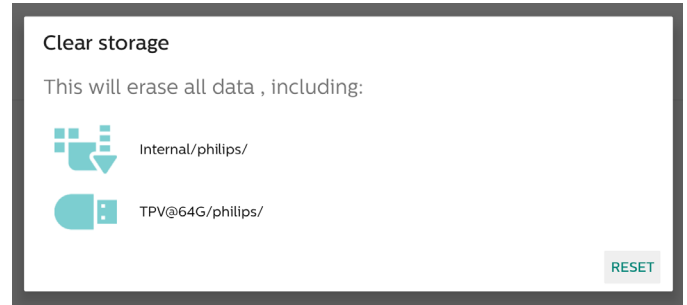 Clear storage
This will erase all data , including:
Internal/philips/
TPV@64G/philips/
RESET